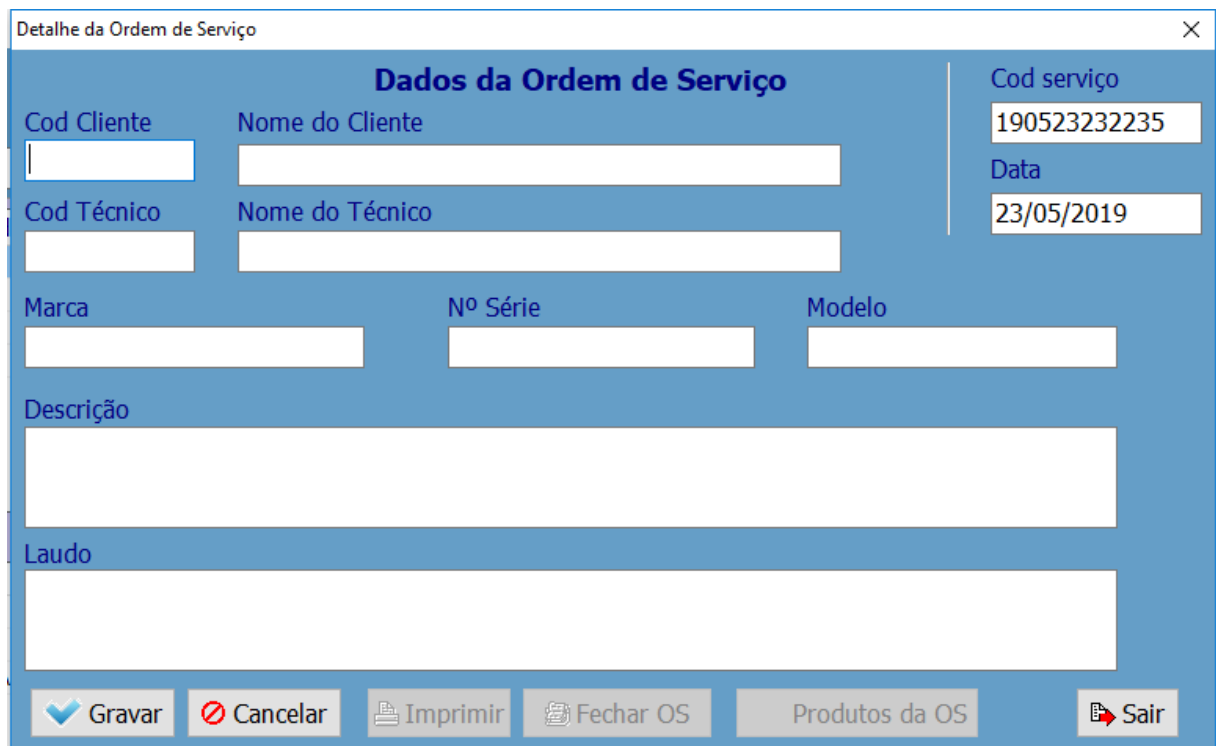 Detalhe da Ordem de Serviço
Dados da Ordem de Serviço
Cod serviço
190523232235
Data
23/05/2019
Cod Cliente
Nome do Cliente
Cod Técnico
Nome do Técnico
Marca
Nº Série
Modelo
Descrição
Laudo
Gravar
Cancelar
Imprimir
Fechar OS
Produtos da OS
Sair